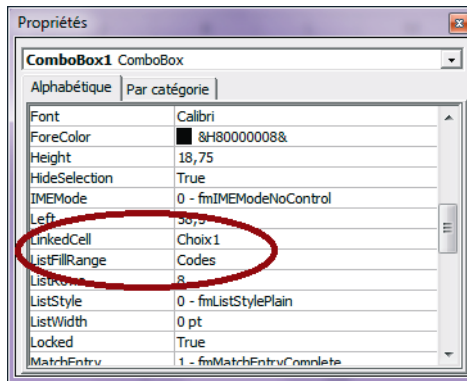 Propriétés
ComboBox1 ComboBox
Alphabétique Par catégorie
Font Calibri
ForeColor &H80000008&
Height 18,75
HideSelection True
IMEMode 0 - fmIMEModeNoControl
Left
LinkedCell Choix1
ListFillRange Codes
ListRows 8
ListStyle 0 - fmListStylePlain
ListWidth 0 pt
Locked True
MatchEntry 1 - fmMatchEntryComplete